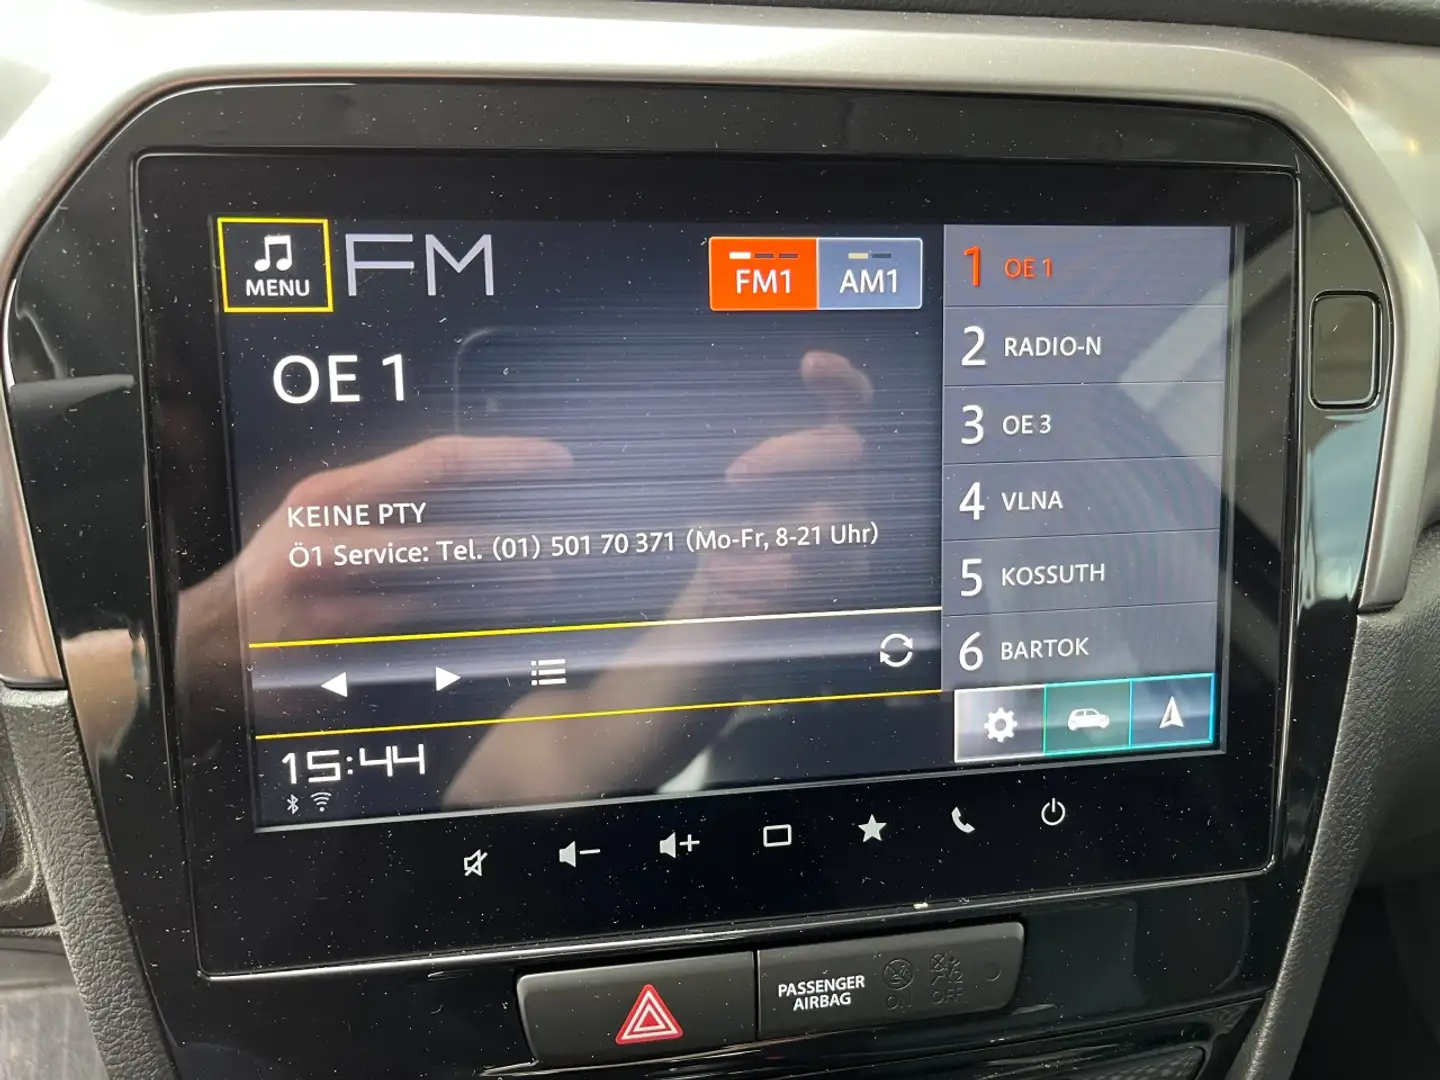 MENU
FM
FM1
AM1
OE 1
KEINE PTY
Ö1 Service: Tel. (01) 501 70 371 (Mo-Fr, 8-21 Uhr)
1 OE 1
2 RADIO-N
3 OE 3
4 VLNA
5 KOSSUTH
6 BARTOK
15:44
PASSENGER
AIRBAG
ON
OFF